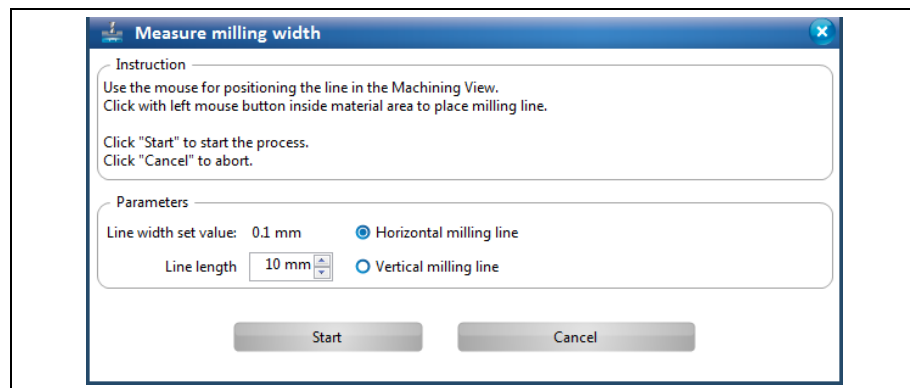 Measure milling width
Instruction
Use the mouse for positioning the line in the Machining View.
Click with left mouse button inside material area to place milling line.
Click "Start" to start the process.
Click "Cancel" to abort.
Parameters
Line width set value: 0.1 mm Horizontal milling line
Line length 10 mm Vertical milling line
Start Cancel